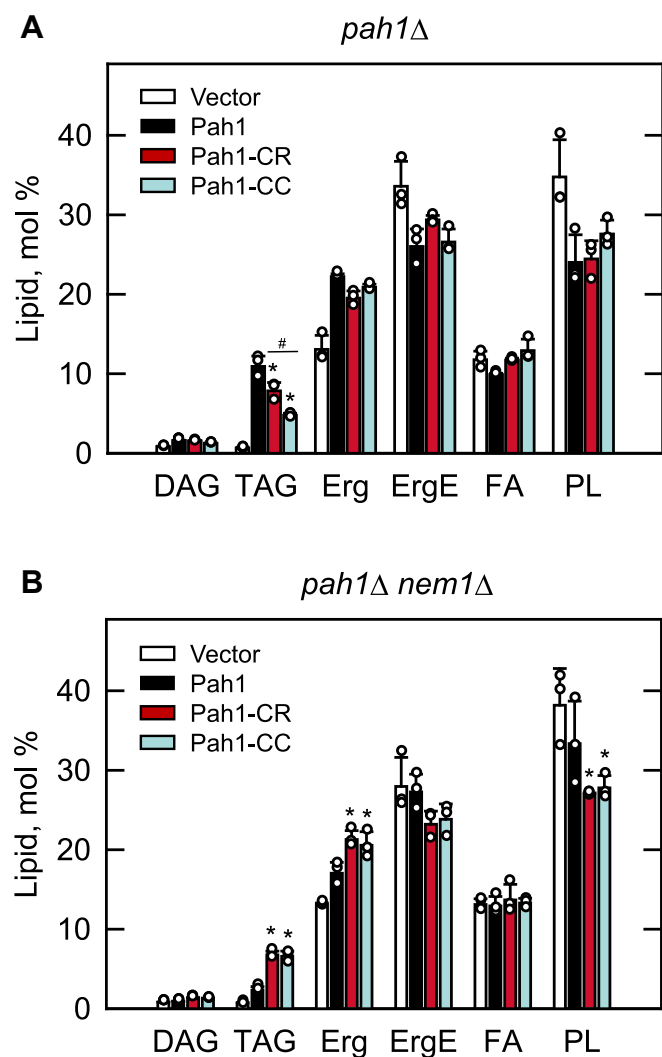 A
pah1Δ
Vector
Pah1
Pah1-CR
Pah1-CC
Lipid, mol %
40
30
20
10
0
#
*
*
DAG TAG Erg ErgE FA PL
B
pah1Δ nem1Δ
Vector
Pah1
Pah1-CR
Pah1-CC
Lipid, mol %
40
30
20
10
0
* *
* *
* *
DAG TAG Erg ErgE FA PL